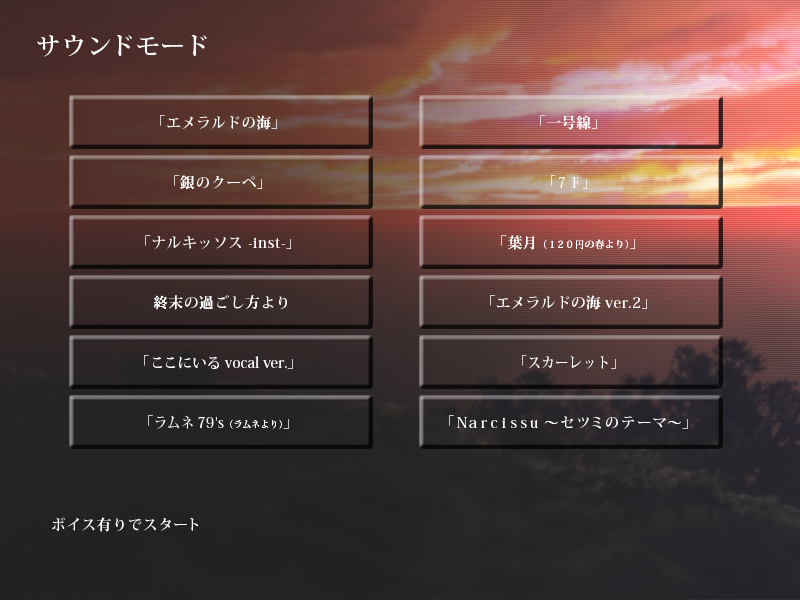 サウンドモード
「エメラルドの海」
「一号線」
「銀のクーペ」
「７Ｆ」
「ナルキッソス -inst-」
「葉月（１２０円の春より）」
終末の過ごし方より
「エメラルドの海 ver.2」
「ここにいる vocal ver.」
「スカーレット」
「ラムネ 79's（ラムネより）」
「Narcissu ～セツミのテーマ～」
ボイス有りでスタート